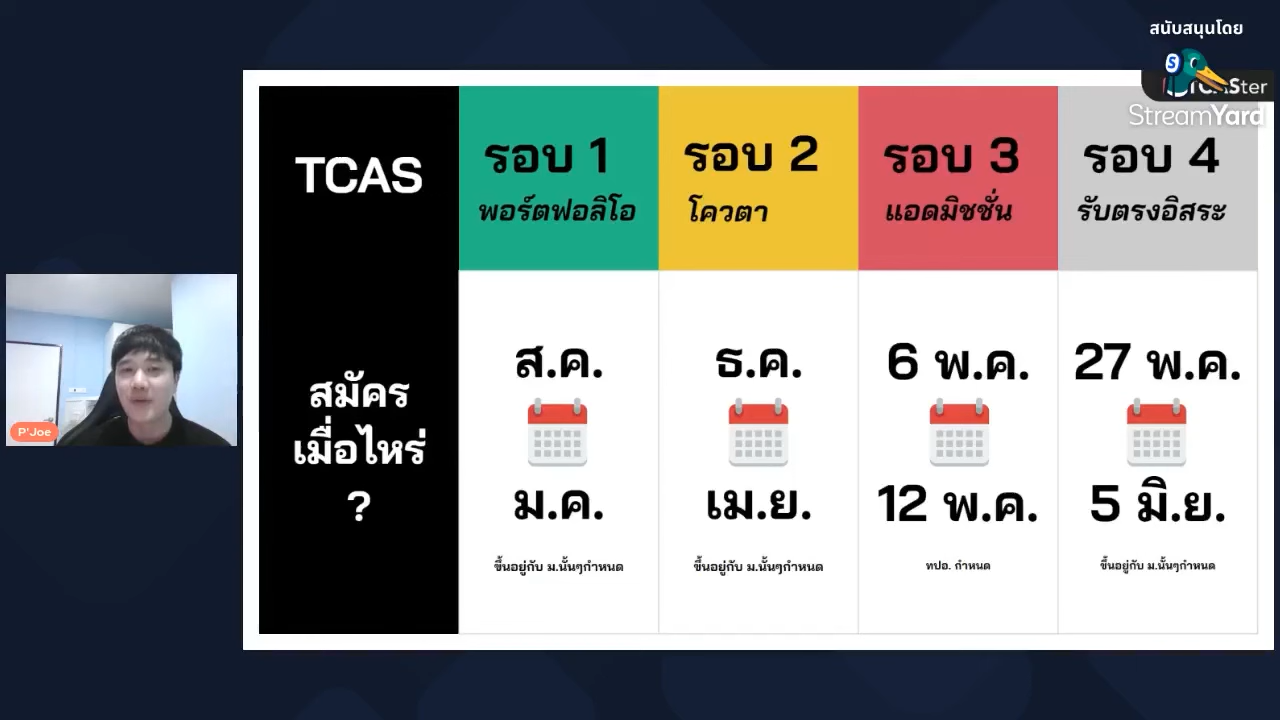 สนับสนุนโดย
StreamYard
TCAS
รอบ 1
พอร์ตฟอลิโอ
รอบ 2
โควตา
รอบ 3
แอดมิชชั่น
รอบ 4
รับตรงอิสระ
สมัคร
เมื่อไหร่
?
ส.ค.
ม.ค.
ขึ้นอยู่กับ ม.นั้นๆกำหนด
ธ.ค.
เม.ย.
ขึ้นอยู่กับ ม.นั้นๆกำหนด
6 พ.ค.
12 พ.ค.
ทปอ. กำหนด
27 พ.ค.
5 มิ.ย.
ขึ้นอยู่กับ ม.นั้นๆกำหนด
P'Joe